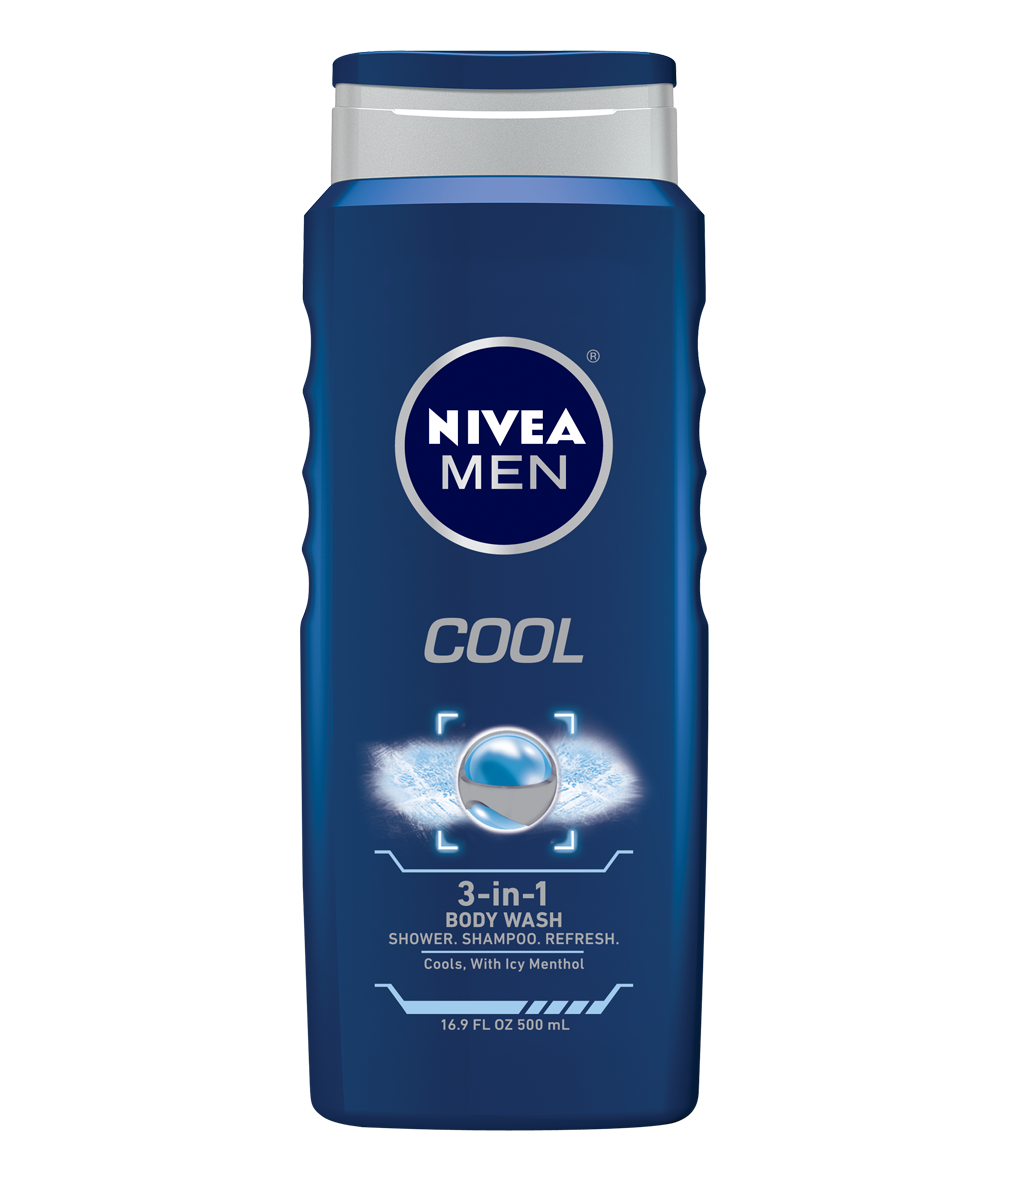 ®
NIVEA
MEN
COOL
3-in-1
BODY WASH
SHOWER. SHAMPOO. REFRESH.
Cools, With Icy Menthol
16.9 FL OZ 500 mL